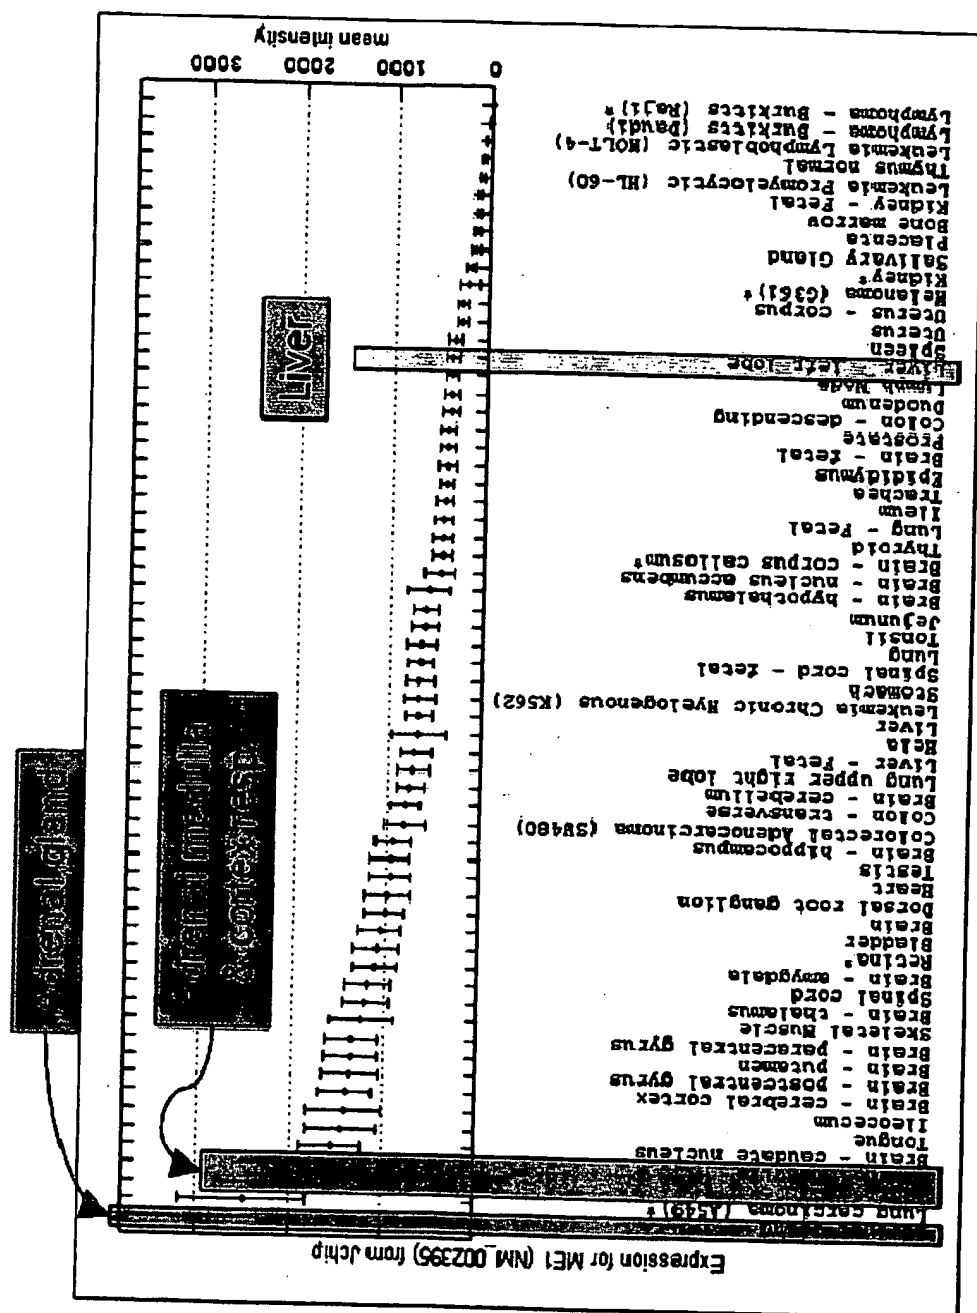 Expression for ME1 (NM_002395) from Jchip
Lung carcinoma (A549) *
Brain - caudate nucleus
Tongue
Ileocecum
Brain - cerebral cortex
Brain - postcentral gyrus
Brain - putamen
Brain - paracentral gyrus
Skeletal Muscle
Brain - thalamus
Spinal cord
Brain - amygdala
Retina*
Bladder
Brain
Dorsal root ganglion
Heart
Testis
Brain - hippocampus
Colorectal Adenocarcinoma (SW480)
Colon - transverse
Brain - cerebellum
Lung upper right lobe
Liver - Fetal
Hela
Liver
Leukemia Chronic Myelogenous (K562)
Stomach
Spinal cord - fetal
Lung
Tonsil
Jejunum
Brain - hypothalamus
Brain - nucleus accumbens
Brain - corpus callosum*
Thyroid
Lung - Fetal
Ileum
Trachea
Epididymus
Brain - fetal
Prostate
Colon - descending
Duodenum
Lymph Node
Liver - left lobe
Spleen
Uterus
Uterus - corpus
Melanoma (G361) *
Kidney*
Salivary Gland
Placenta
Bone marrow
Kidney - Fetal
Leukemia Promyelocytic (HL-60)
Thymus normal
Leukemia Lymphoblastic (MOLT-4)
Lymphoma - Burkitts (Daudi)
Lymphoma - Burkitts (Raji) *
0 1000 2000 3000
mean intensity
Adrenal gland
Adrenal medulla
& cortex resp
Liver